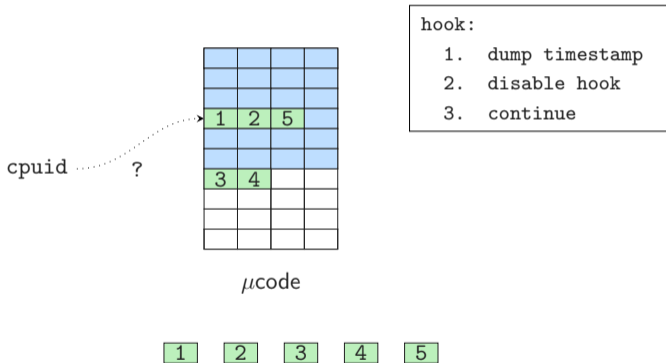 hook:
1. dump timestamp
2. disable hook
3. continue
1 2 5
cpuid
?
3 4
μcode
1 2 3 4 5